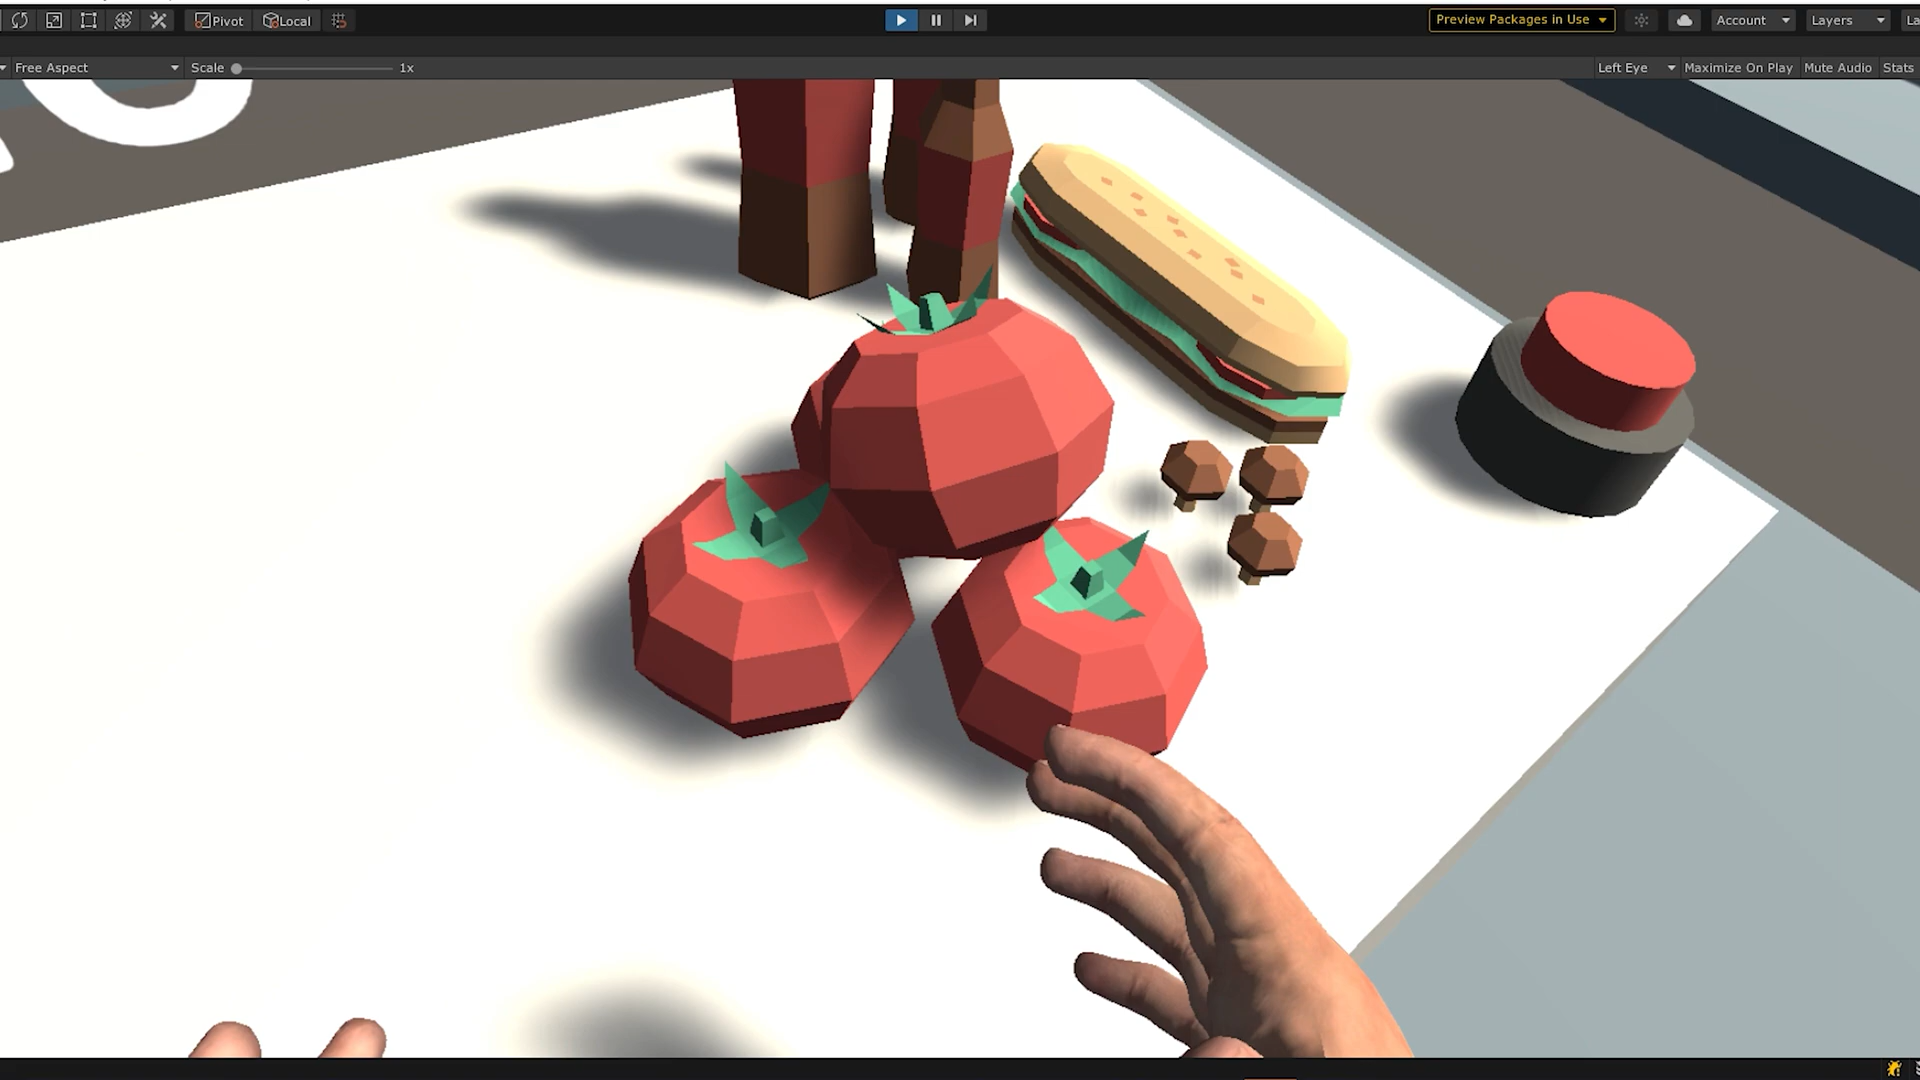 Pivot Local Preview Packages in Use Account Layers La
Free Aspect Scale 1x Left Eye Maximize On Play Mute Audio Stats